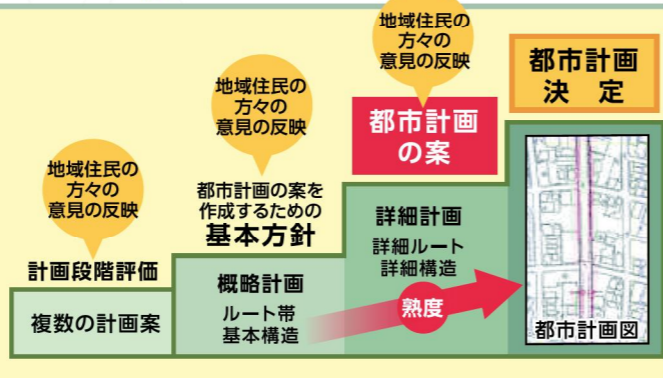 地域住民の
方々の
意見の反映
計画段階評価
複数の計画案
地域住民の
方々の
意見の反映
都市計画の案を
作成するための
基本方針
概略計画
ルート帯
基本構造
地域住民の
方々の
意見の反映
都市計画
の案
詳細計画
詳細ルート
詳細構造
熟度
都市計画
決定
都市計画図